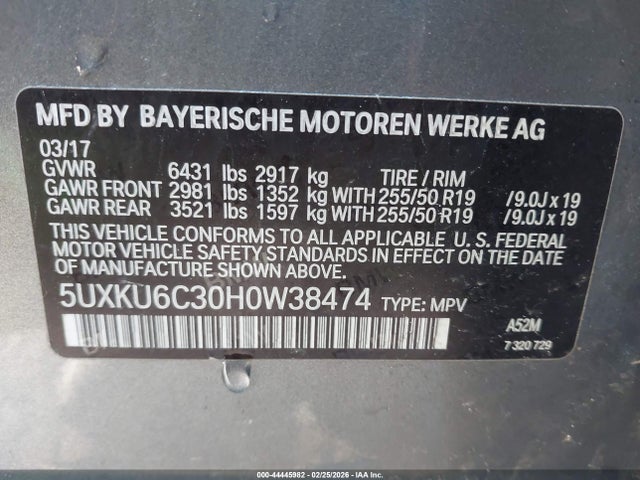 MFD BY BAYERISCHE MOTOREN WERKE AG
03/17
GVWR 6431 lbs 2917 kg TIRE / RIM
GAWR FRONT 2981 lbs 1352 kg WITH 255/50 R19 /9.0J x 19
GAWR REAR 3521 lbs 1597 kg WITH 255/50 R19 /9.0J x 19
THIS VEHICLE CONFORMS TO ALL APPLICABLE U. S. FEDERAL
MOTOR VEHICLE SAFETY STANDARDS IN EFFECT ON THE DATE OF
MANUFACTURE SHOWN ABOVE.
5UXKU6C30H0W38474 TYPE: MPV
A52M
7 320 729
000-44445982 - 02/25/2026 - IAA Inc.